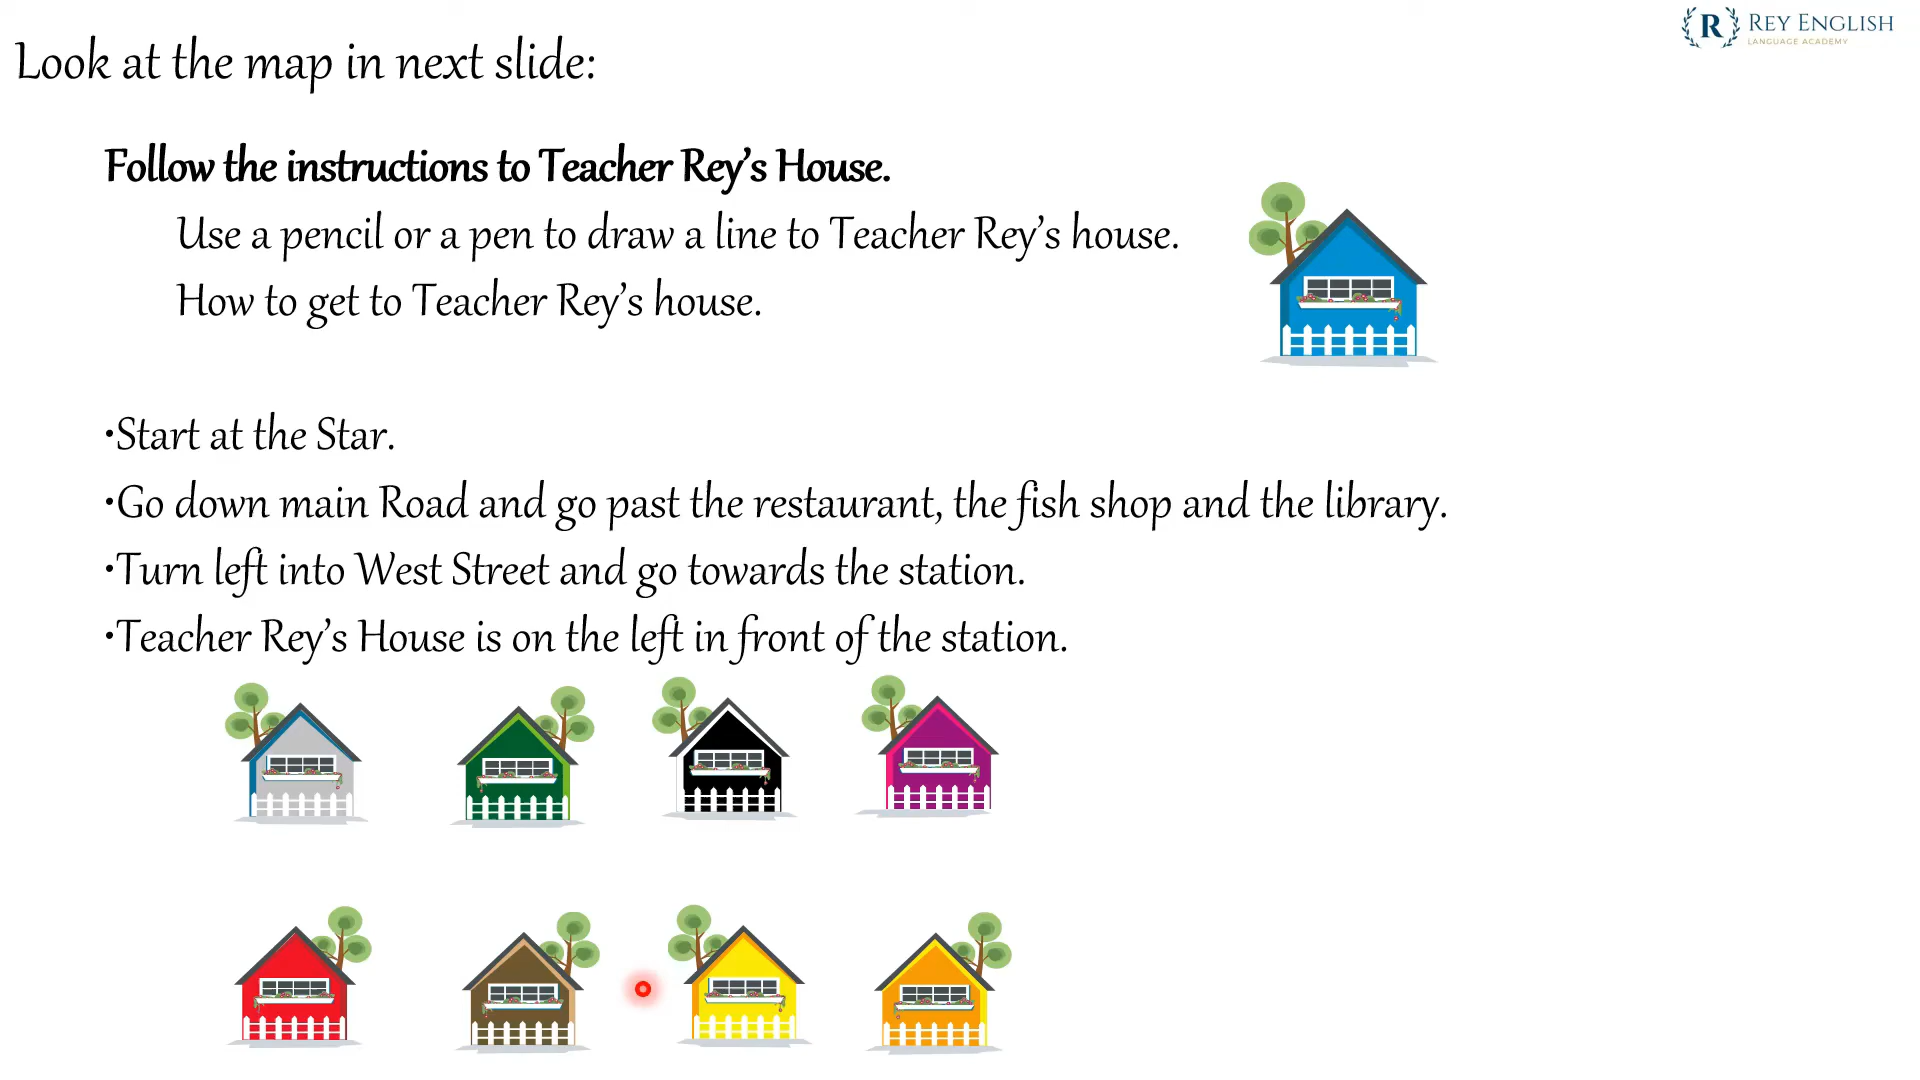 REY ENGLISH
LANGUAGE ACADEMY
R
Look at the map in next slide:
Follow the instructions to Teacher Rey’s House.
Use a pencil or a pen to draw a line to Teacher Rey’s house.
How to get to Teacher Rey’s house.
•Start at the Star.
•Go down main Road and go past the restaurant, the fish shop and the library.
•Turn left into West Street and go towards the station.
•Teacher Rey’s House is on the left in front of the station.